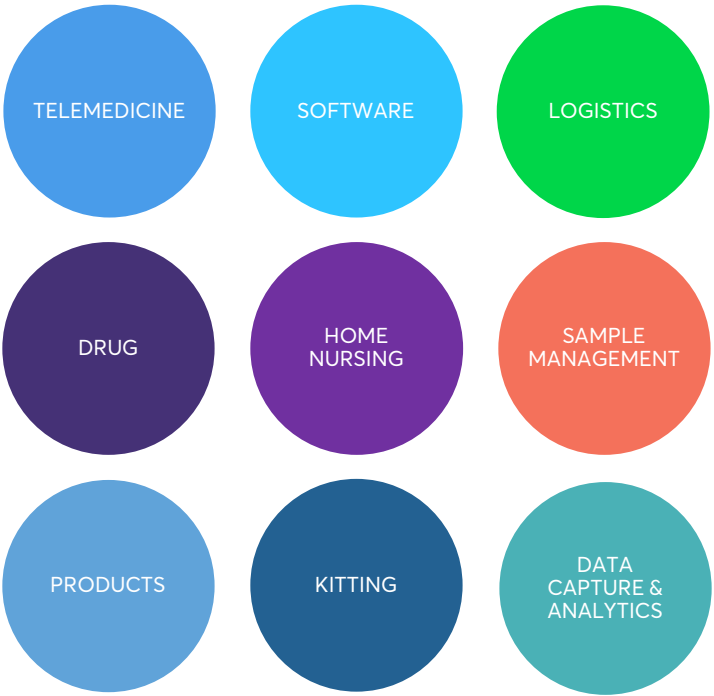 TELEMEDICINE
SOFTWARE
LOGISTICS
DRUG
HOME
NURSING
SAMPLE
MANAGEMENT
PRODUCTS
KITTING
DATA
CAPTURE &
ANALYTICS